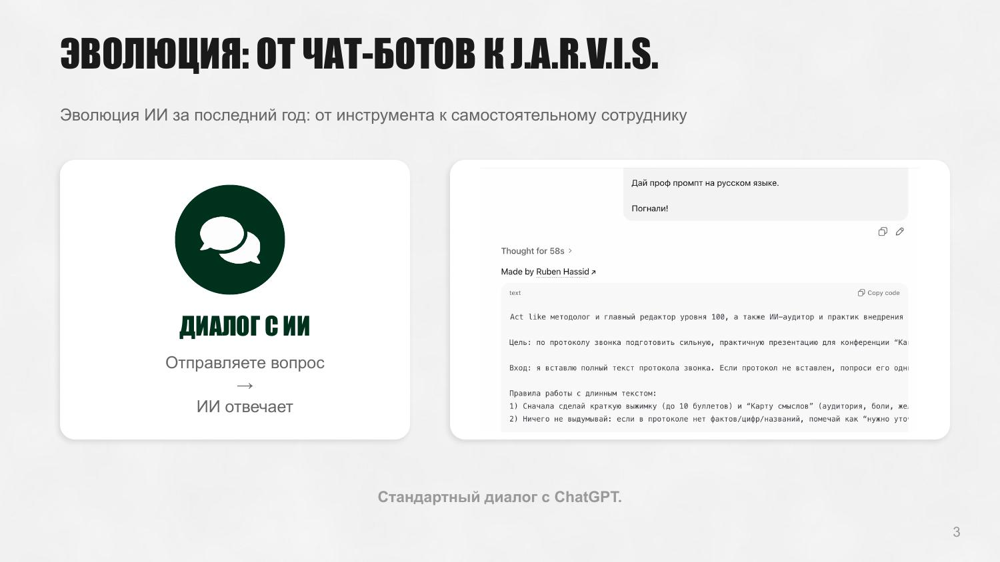 ЭВОЛЮЦИЯ: ОТ ЧАТ-БОТОВ К J.A.R.V.I.S.
Эволюция ИИ за последний год: от инструмента к самостоятельному сотруднику
ДИАЛОГ С ИИ
Отправляете вопрос
→
ИИ отвечает
Дай проф промпт на русском языке.
Погнали!
Thought for 58s >
Made by Ruben Hassid ↗
text
Copy code
Act like методолог и главный редактор уровня 100, а также ИИ-аудитор и практик внедрения
Цель: по протоколу звонка подготовить сильную, практичную презентацию для конференции
Вход: я вставлю полный текст протокола звонка. Если протокол не вставлен, попроси его
Правила работы с длинным текстом:
1) Сначала сделай краткую выжимку (до 10 буллетов) и “Карту смыслов” (аудитория, боли,
2) Ничего не выдумывай: если в протоколе нет фактов/цифр/названий, помечай как “нужно
Стандартный диалог с ChatGPT.
3